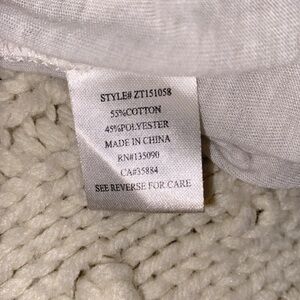 STYLE# ZT151058
55%COTTON
45%POLYESTER
MADE IN CHINA
RN#135090
CA#35884
SEE REVERSE FOR CARE